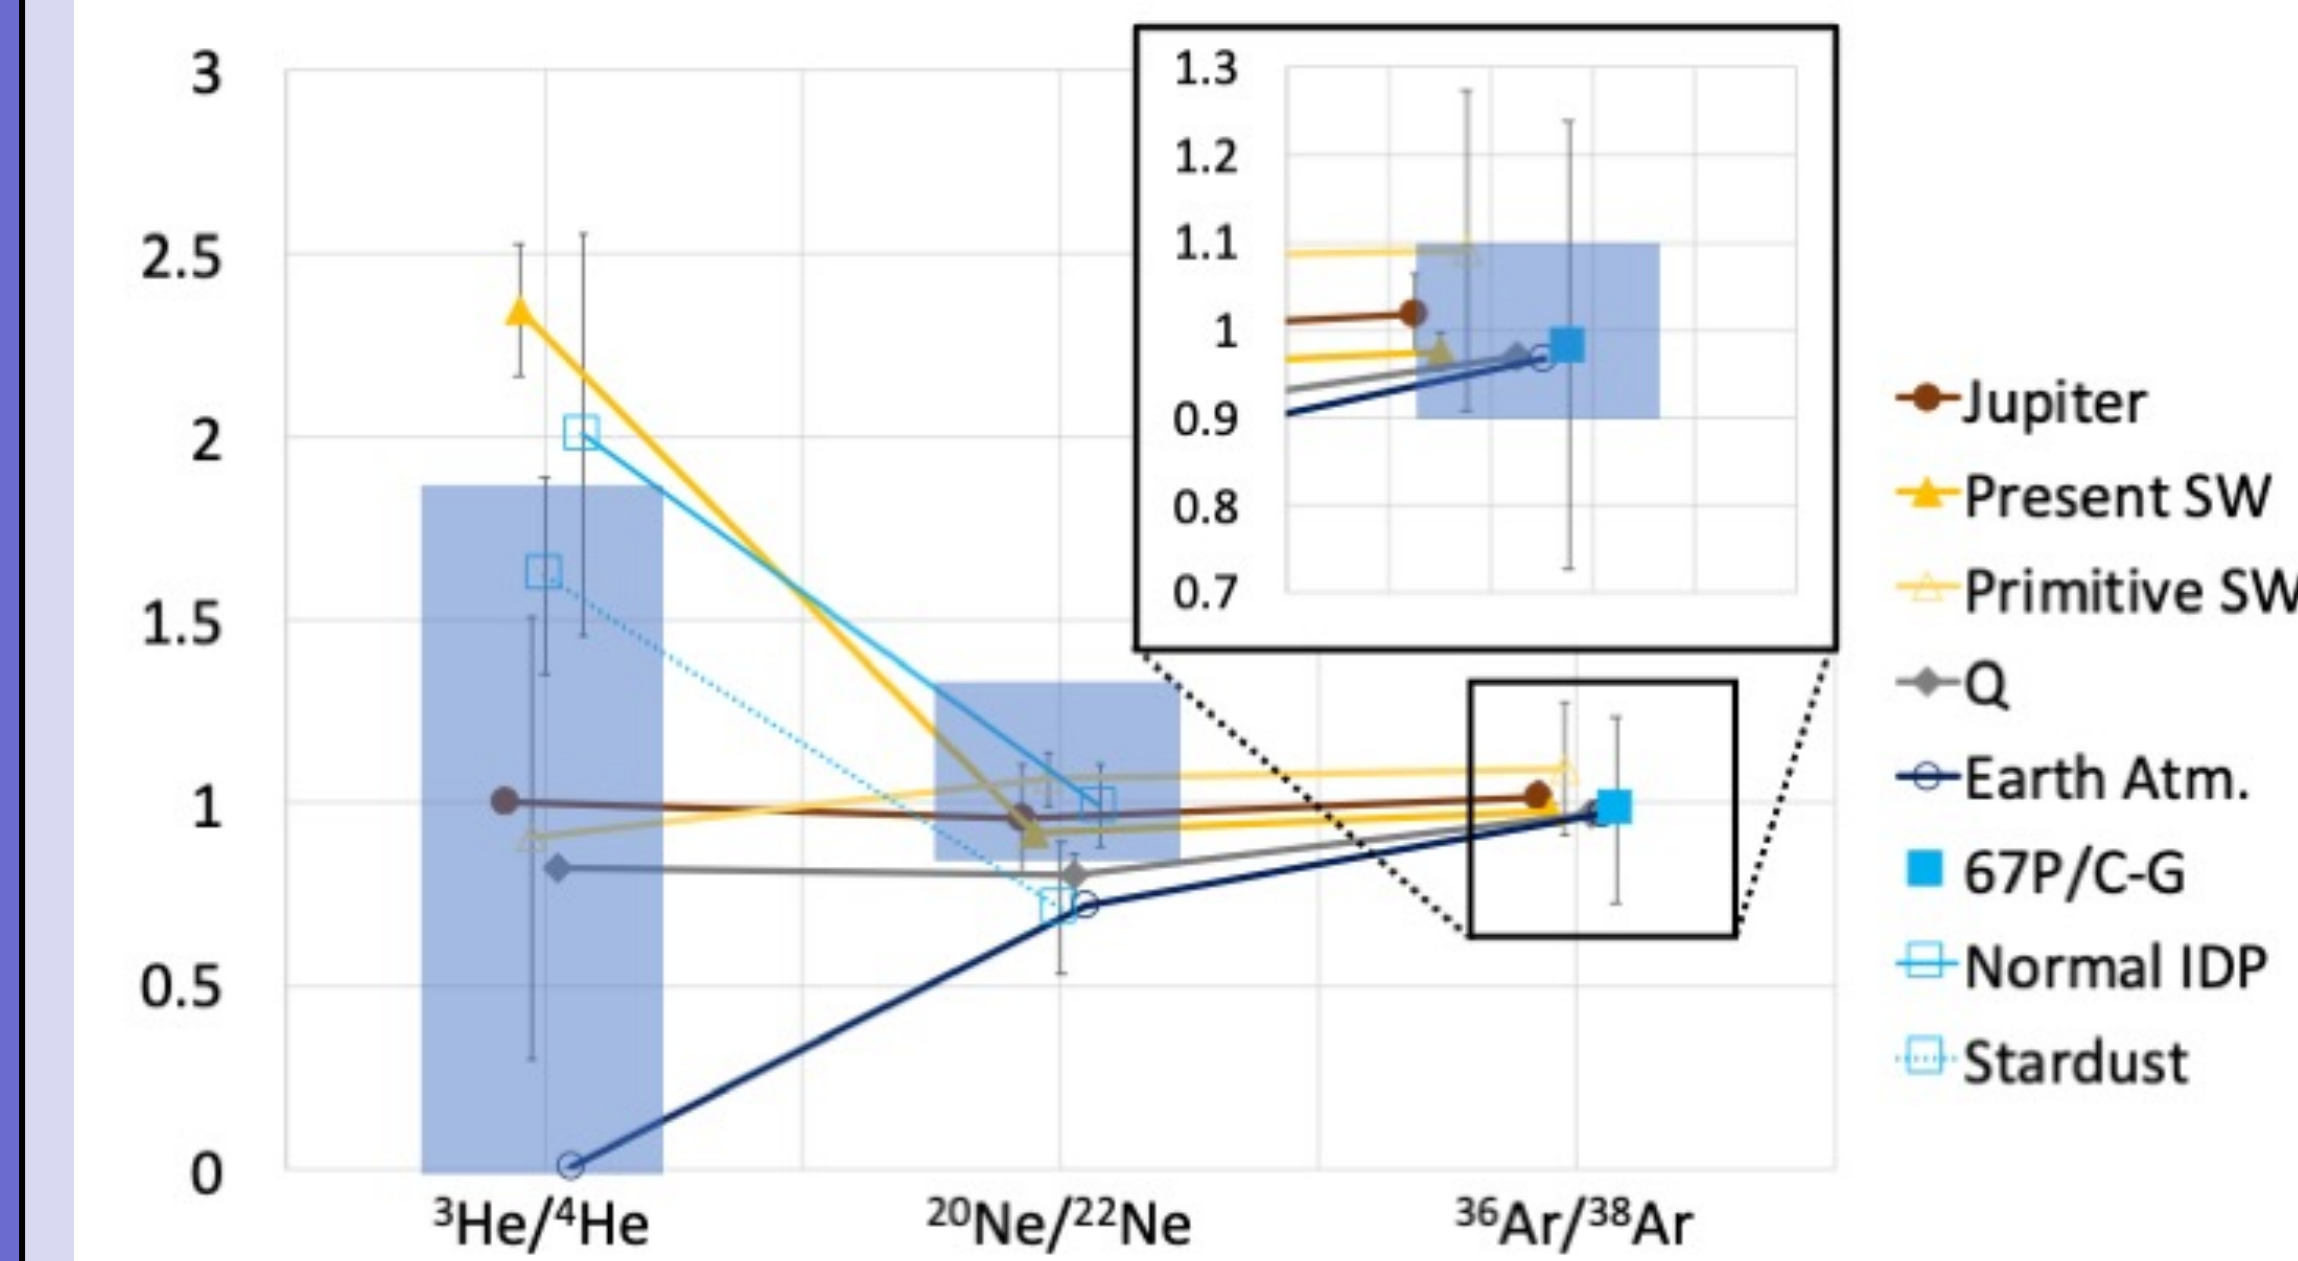 3
2.5
2
1.5
1
0.5
0
1.3
1.2
1.1
1
0.9
0.8
0.7
³He/⁴He
²⁰Ne/²²Ne
³⁶Ar/³⁸Ar
Jupiter
Present SW
Primitive SW
Q
Earth Atm.
67P/C-G
Normal IDP
Stardust